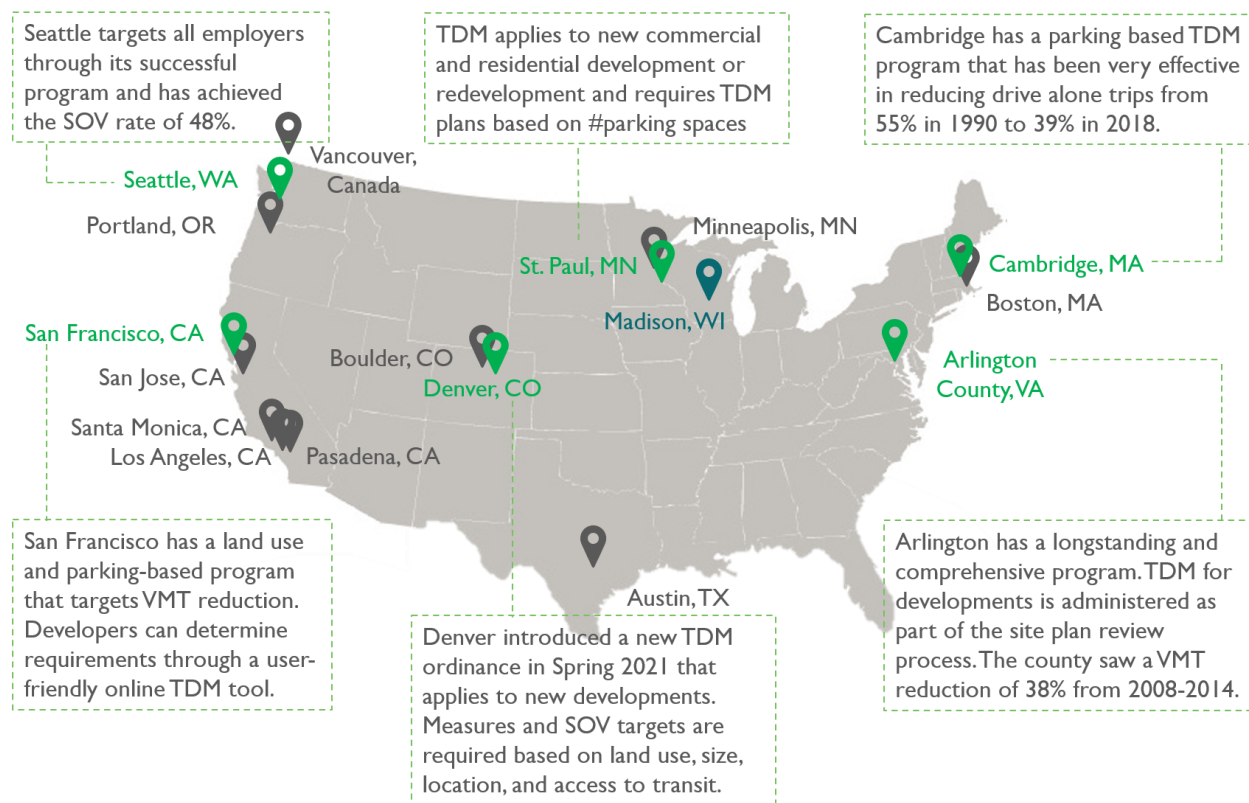 Seattle targets all employers
through its successful
program and has achieved
the SOV rate of 48%.
TDM applies to new commercial
and residential development or
redevelopment and requires TDM
plans based on #parking spaces
Cambridge has a parking based TDM
program that has been very effective
in reducing drive alone trips from
55% in 1990 to 39% in 2018.
Vancouver,
Canada
Seattle, WA
Portland, OR
Minneapolis, MN
St. Paul, MN
Madison, WI
Cambridge, MA
Boston, MA
San Francisco, CA
San Jose, CA
Boulder, CO
Denver, CO
Arlington
County, VA
Santa Monica, CA
Los Angeles, CA
Pasadena, CA
Austin, TX
San Francisco has a land use
and parking-based program
that targets VMT reduction.
Developers can determine
requirements through a user-
friendly online TDM tool.
Denver introduced a new TDM
ordinance in Spring 2021 that
applies to new developments.
Measures and SOV targets are
required based on land use, size,
location, and access to transit.
Arlington has a longstanding and
comprehensive program. TDM for
developments is administered as
part of the site plan review
process. The county saw a VMT
reduction of 38% from 2008-2014.